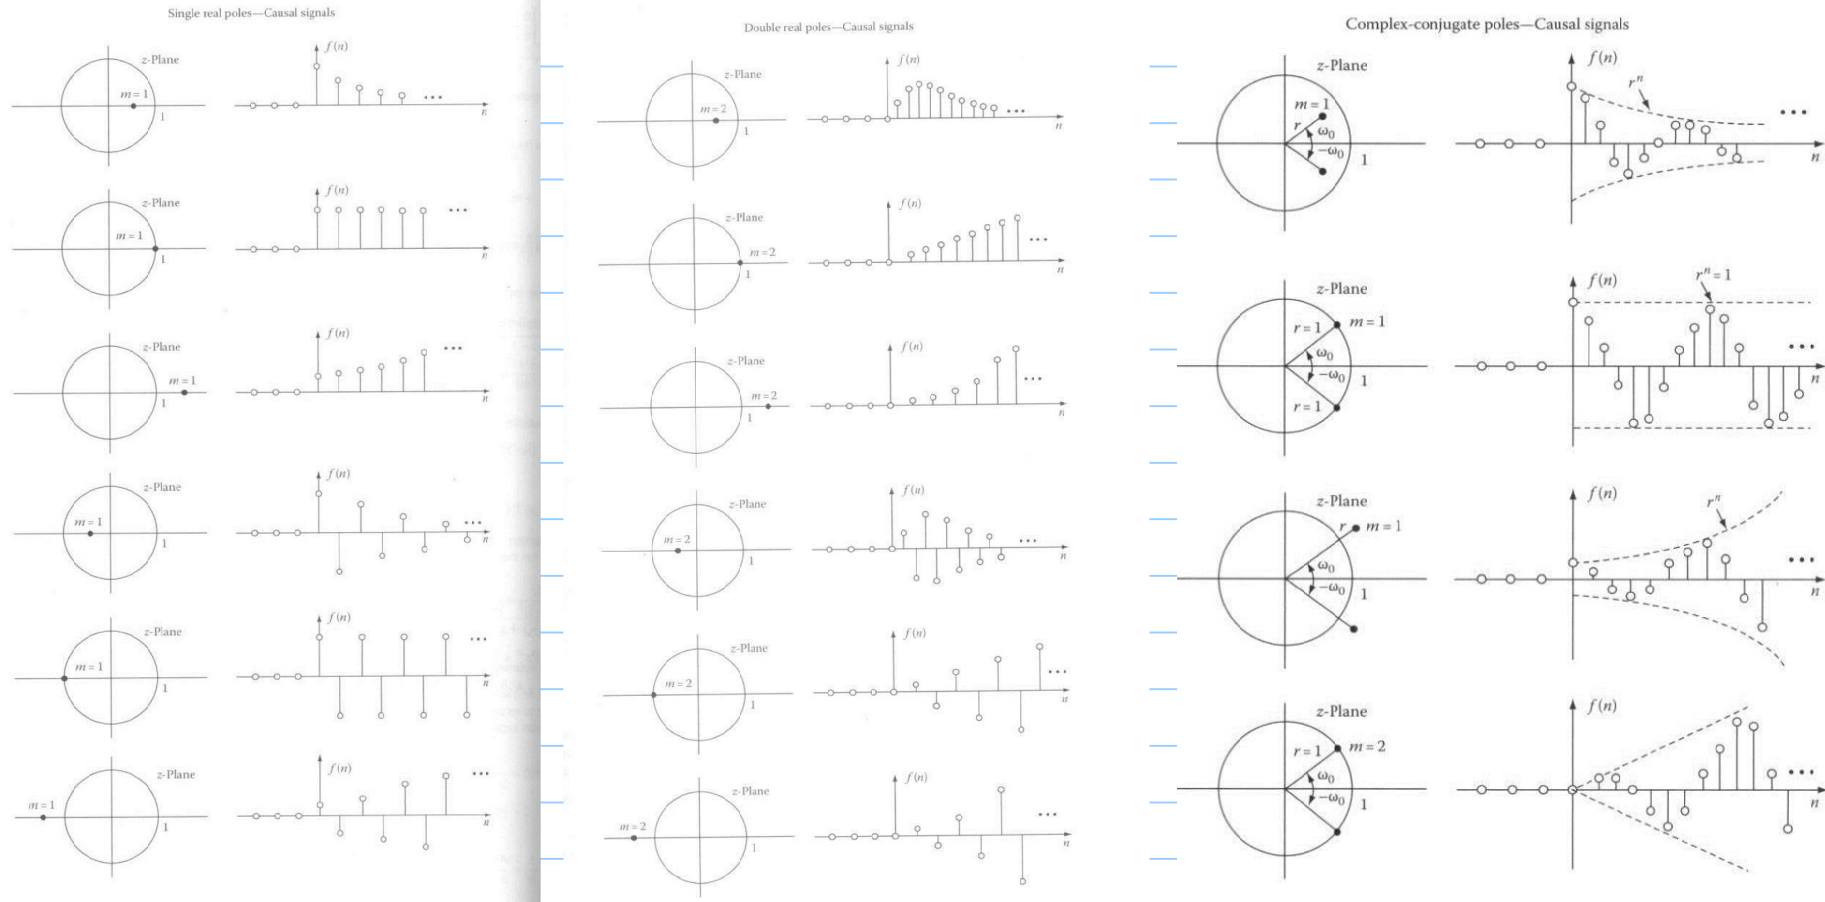 Single real poles—Causal signals
z-Plane
m = 1
1
f(n)
n
z-Plane
m = 1
1
f(n)
n
z-Plane
m = 1
1
f(n)
n
z-Plane
m = 1
1
f(n)
n
z-Plane
m = 1
1
f(n)
n
z-Plane
m = 1
1
f(n)
n
Double real poles—Causal signals
z-Plane
m = 2
1
f(n)
n
z-Plane
m = 2
1
f(n)
n
z-Plane
m = 2
1
f(n)
n
z-Plane
m = 2
1
f(n)
n
z-Plane
m = 2
1
f(n)
n
z-Plane
m = 2
1
f(n)
n
Complex-conjugate poles—Causal signals
z-Plane
m = 1
r
ω0
−ω0
1
f(n)
rⁿ
n
z-Plane
r = 1
m = 1
ω0
−ω0
1
r = 1
f(n)
rⁿ = 1
n
z-Plane
r
m = 1
ω0
−ω0
1
f(n)
rⁿ
n
z-Plane
r = 1
m = 2
ω0
−ω0
1
f(n)
n